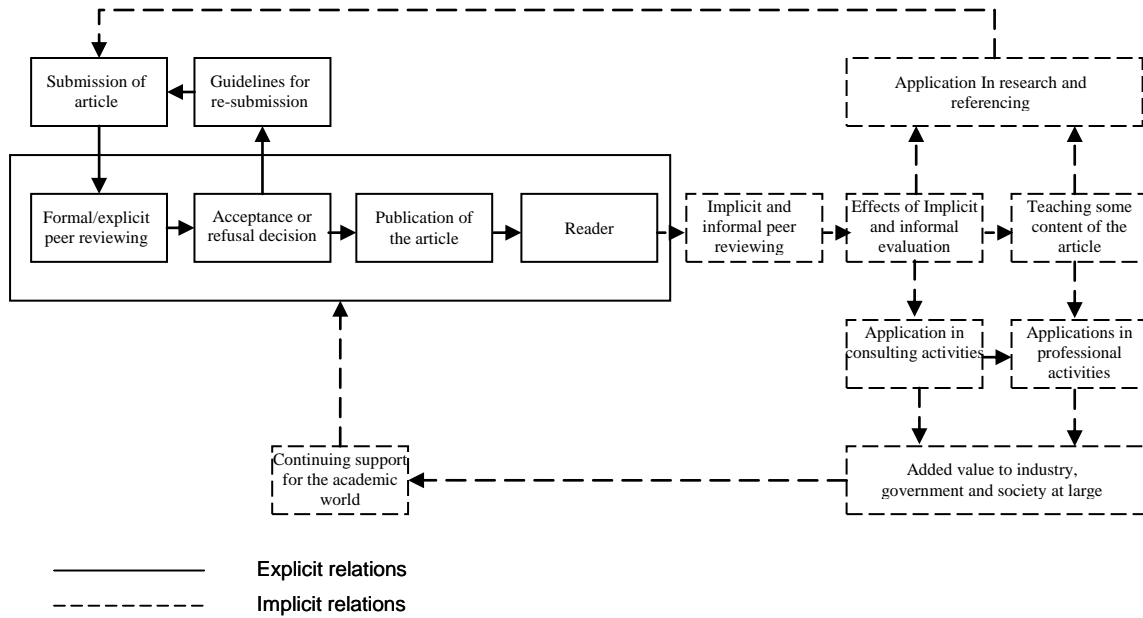 Submission of
article
Guidelines for
re-submission
Application In research and
referencing
Formal/explicit
peer reviewing
Acceptance or
refusal decision
Publication of
the article
Reader
Implicit and
informal peer
reviewing
Effects of Implicit
and informal
evaluation
Teaching some
content of the
article
Application in
consulting activities
Applications in
professional
activities
Continuing support
for the academic
world
Added value to industry,
government and society at large
Explicit relations
Implicit relations